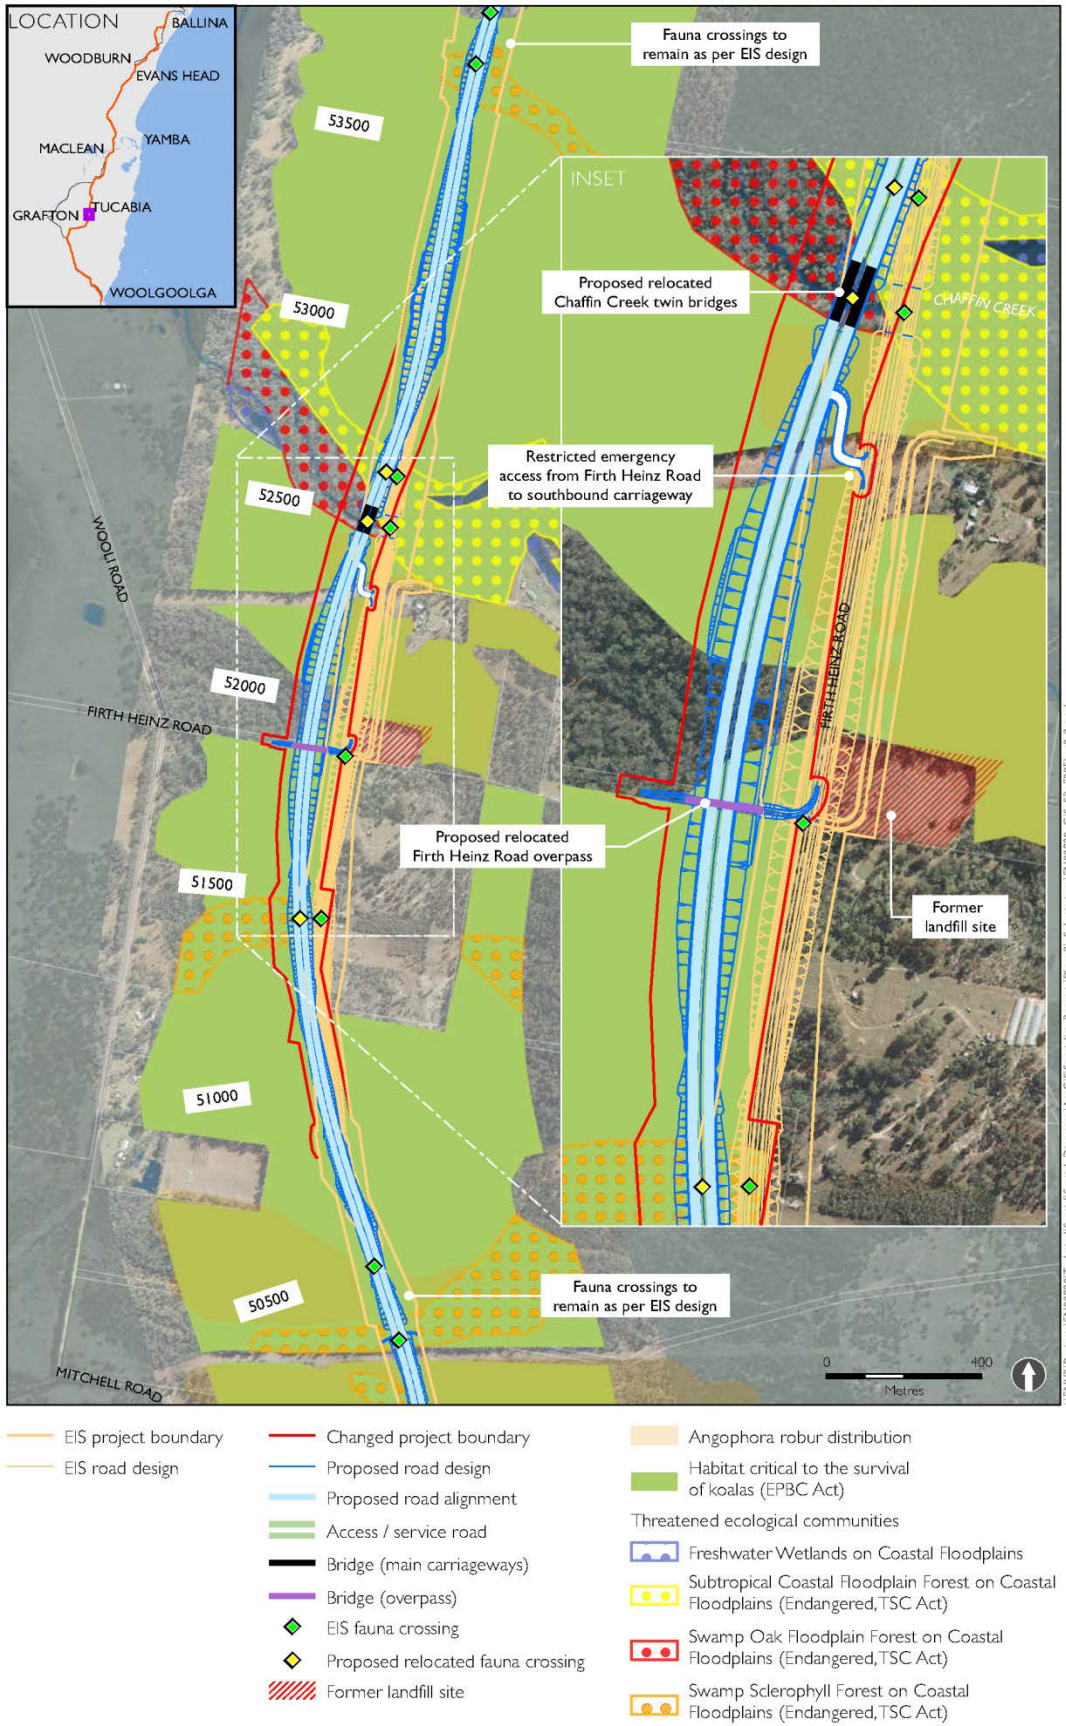 LOCATION
BALLINA
WOODBURN
EVANS HEAD
MACLEAN
YAMBA
GRAFTON
TUCABIA
WOOLGOOLGA
Fauna crossings to
remain as per EIS design
53500
INSET
Proposed relocated
Chaffin Creek twin bridges
CHAFFIN CREEK
53000
Restricted emergency
access from Firth Heinz Road
to southbound carriageway
52500
WOOLI ROAD
FIRTH HEINZ ROAD
52000
FIRTH HEINZ ROAD
Proposed relocated
Firth Heinz Road overpass
51500
Former
landfill site
51000
Fauna crossings to
remain as per EIS design
50500
MITCHELL ROAD
0 400
Metres
EIS project boundary
EIS road design
Changed project boundary
Proposed road design
Proposed road alignment
Access / service road
Bridge (main carriageways)
Bridge (overpass)
EIS fauna crossing
Proposed relocated fauna crossing
Former landfill site
Angophora robur distribution
Habitat critical to the survival
of koalas (EPBC Act)
Threatened ecological communities
Freshwater Wetlands on Coastal Floodplains
Subtropical Coastal Floodplain Forest on Coastal
Floodplains (Endangered, TSC Act)
Swamp Oak Floodplain Forest on Coastal
Floodplains (Endangered, TSC Act)
Swamp Sclerophyll Forest on Coastal
Floodplains (Endangered, TSC Act)